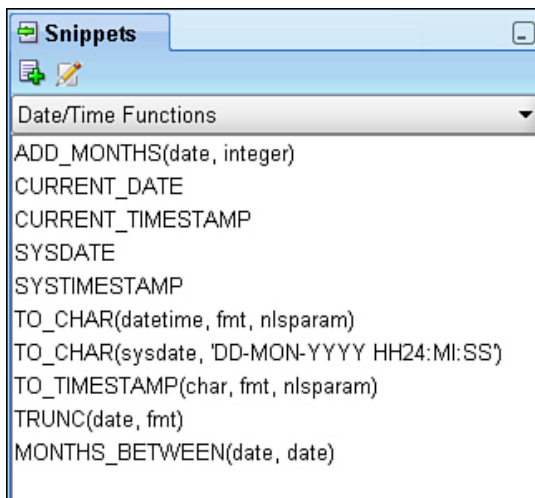 Snippets
Date/Time Functions
ADD_MONTHS(date, integer)
CURRENT_DATE
CURRENT_TIMESTAMP
SYSDATE
SYSTIMESTAMP
TO_CHAR(datetime, fmt, nlsparam)
TO_CHAR(sysdate, 'DD-MON-YYYY HH24:MI:SS')
TO_TIMESTAMP(char, fmt, nlsparam)
TRUNC(date, fmt)
MONTHS_BETWEEN(date, date)